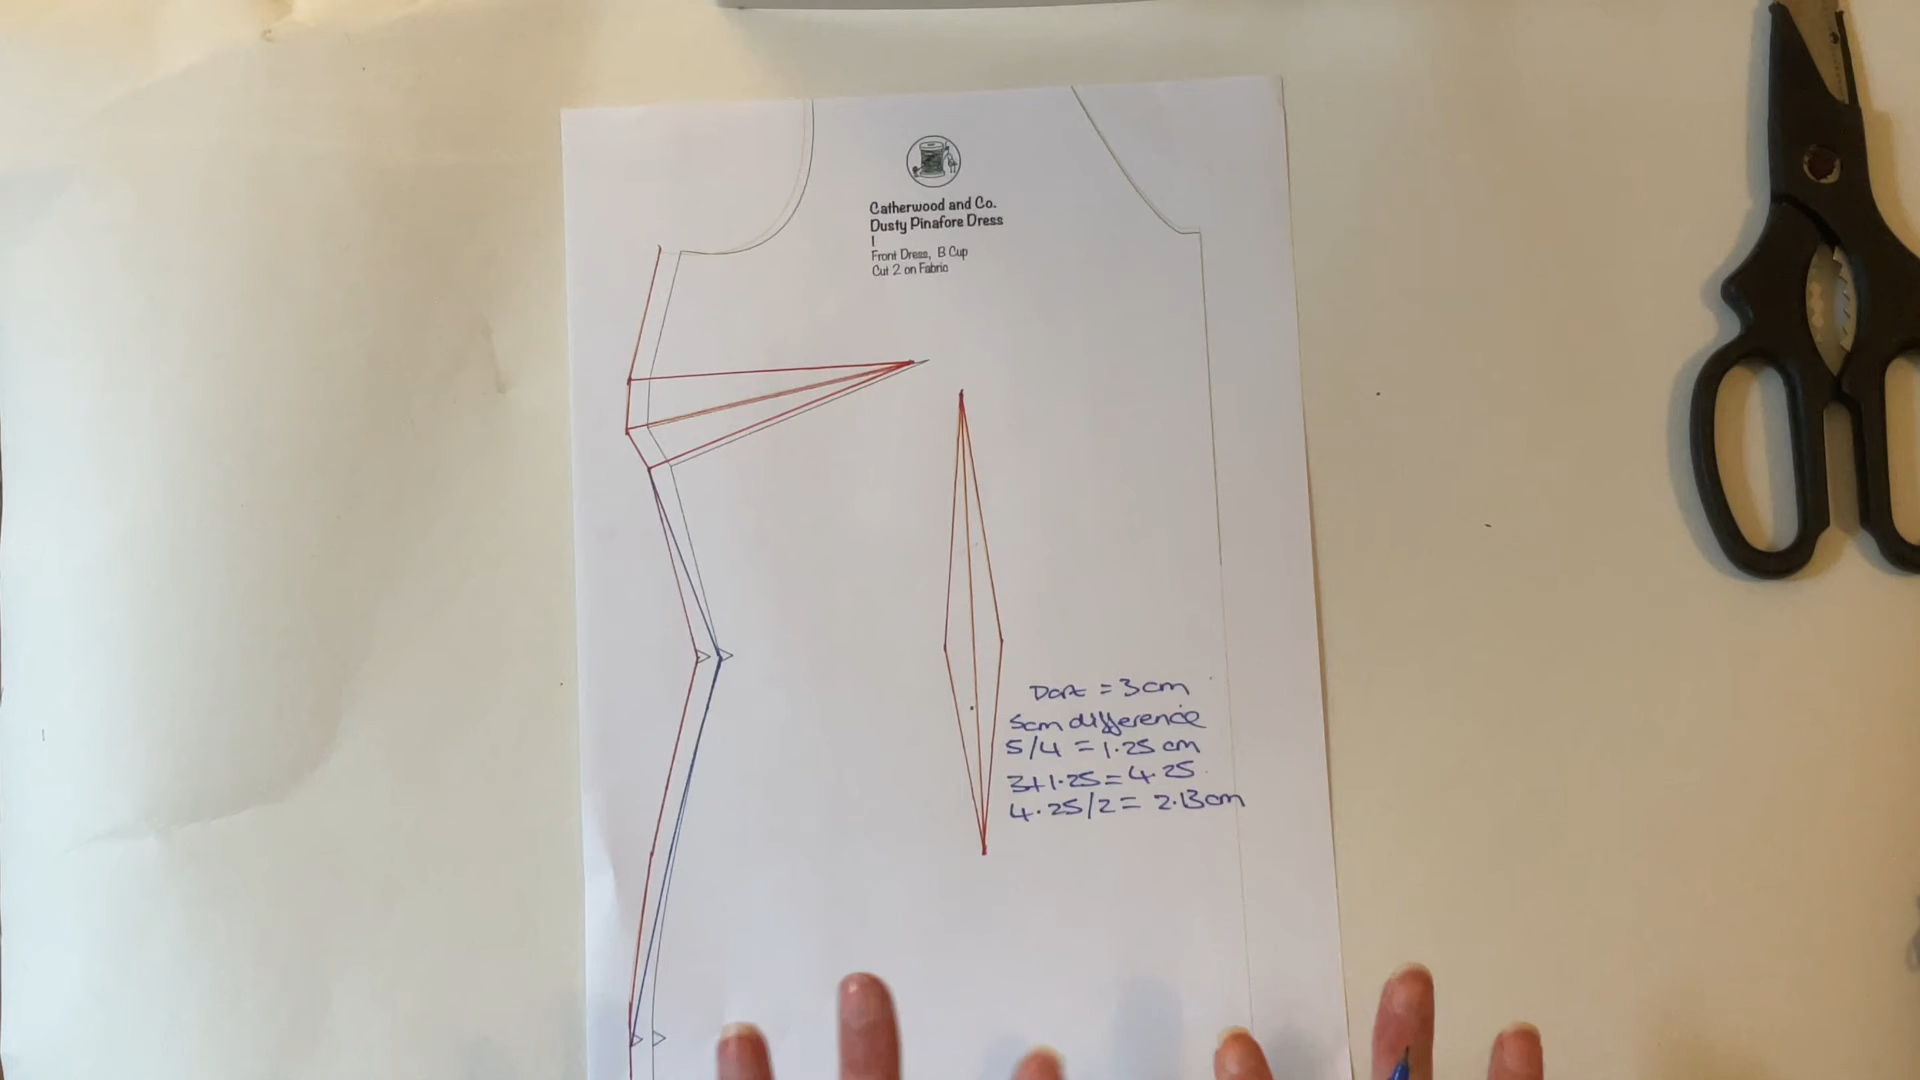 Catherwood and Co.
Dusty Pinafore Dress
1
Front Dress, B Cup
Cut 2 on Fabric
Dart = 3cm
5cm difference
5/4 = 1.25 cm
3+1.25 = 4.25
4.25/2 = 2.13cm